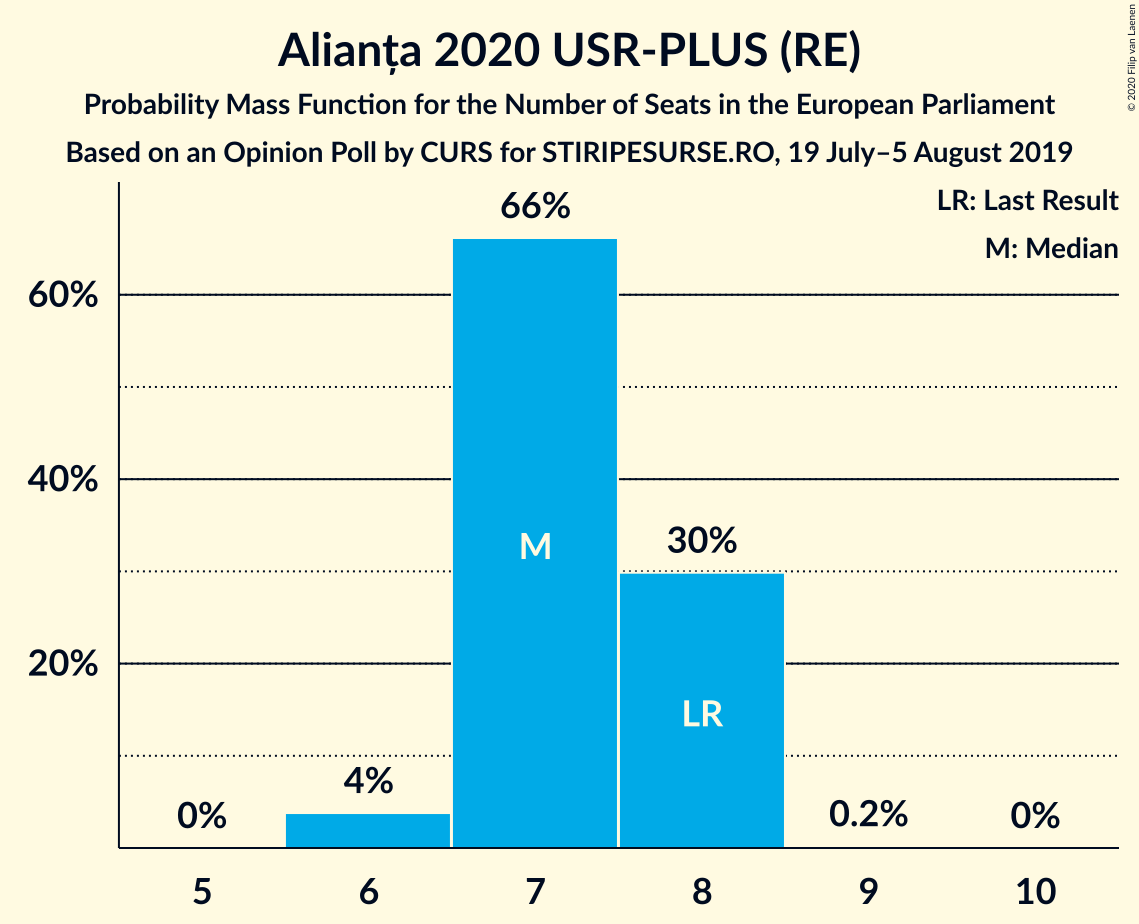 Alianța 2020 USR-PLUS (RE)
Probability Mass Function for the Number of Seats in the European Parliament
Based on an Opinion Poll by CURS for STIRIPESURSE.RO, 19 July–5 August 2019
© 2020 Filip van Laenen
LR: Last Result
M: Median
66%
60%
40%
M
30%
20%
LR
4%
0%
0.2%
0%
5 6 7 8 9 10